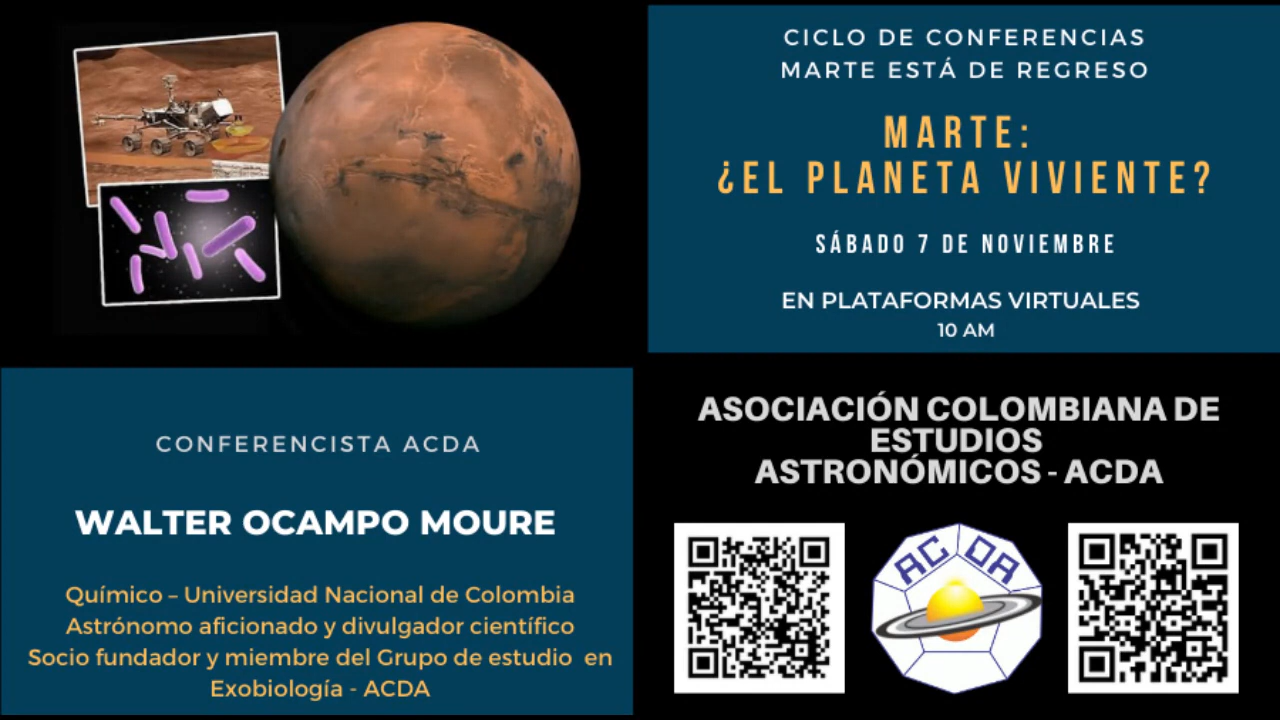 CICLO DE CONFERENCIAS
MARTE ESTÁ DE REGRESO
MARTE:
¿EL PLANETA VIVIENTE?
SÁBADO 7 DE NOVIEMBRE
EN PLATAFORMAS VIRTUALES
10 AM
CONFERENCISTA ACDA
WALTER OCAMPO MOURE
Químico – Universidad Nacional de Colombia
Astrónomo aficionado y divulgador científico
Socio fundador y miembre del Grupo de estudio en
Exobiología - ACDA
ASOCIACIÓN COLOMBIANA DE
ESTUDIOS
ASTRONÓMICOS - ACDA
ACDA